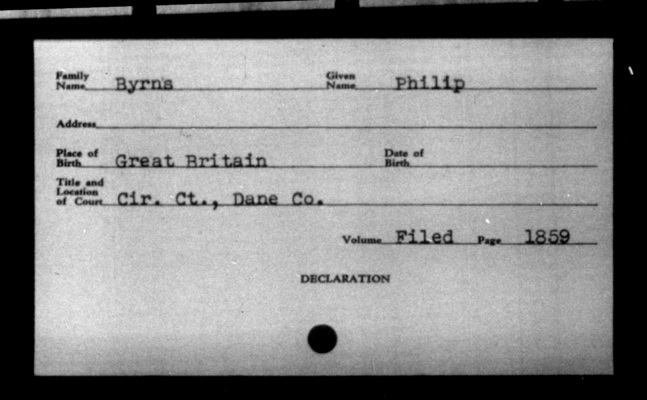 Family Name Byrns Given Name Philip
Address
Place of Birth Great Britain Date of Birth
Title and Location of Court Cir. Ct., Dane Co.
Volume Filed Page 1859
DECLARATION